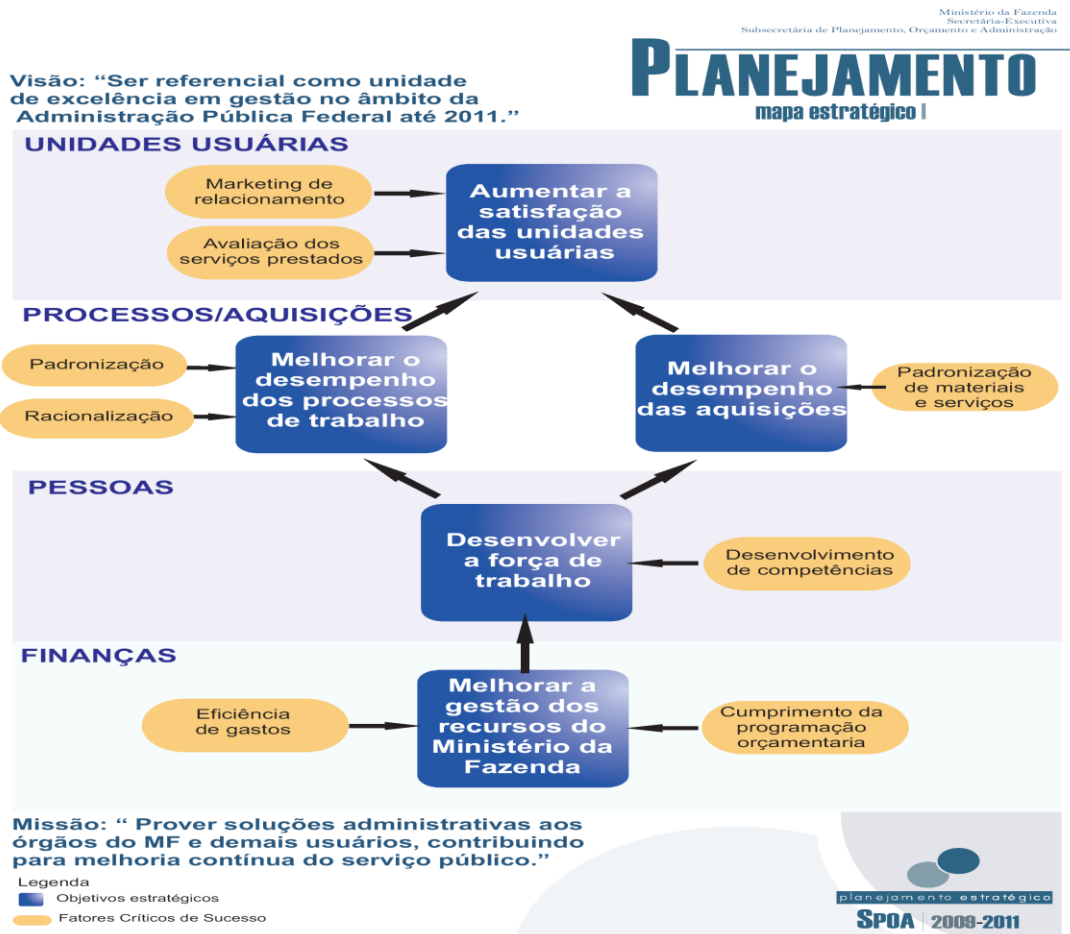 Ministério da Fazenda
Secretária-Executiva
Subsecretária de Planejamento, Orçamento e Administração
PLANEJAMENTO
mapa estratégico
Visão: “Ser referencial como unidade
de excelência em gestão no âmbito da
Administração Pública Federal até 2011.”
UNIDADES USUÁRIAS
Marketing de
relacionamento
Avaliação dos
serviços prestados
Aumentar a
satisfação
das unidades
usuárias
PROCESSOS/AQUISIÇÕES
Padronização
Racionalização
Melhorar o
desempenho
dos processos
de trabalho
Melhorar o
desempenho
das aquisições
Padronização
de materiais
e serviços
PESSOAS
Desenvolver
a força de
trabalho
Desenvolvimento
de competências
FINANÇAS
Eficiência
de gastos
Melhorar a
gestão dos
recursos do
Ministério da
Fazenda
Cumprimento da
programação
orçamentaria
Missão: “ Prover soluções administrativas aos
órgãos do MF e demais usuários, contribuindo
para melhoria contínua do serviço público.”
Legenda
Objetivos estratégicos
Fatores Críticos de Sucesso
planejamento estratégico
SPOA 2009-2011